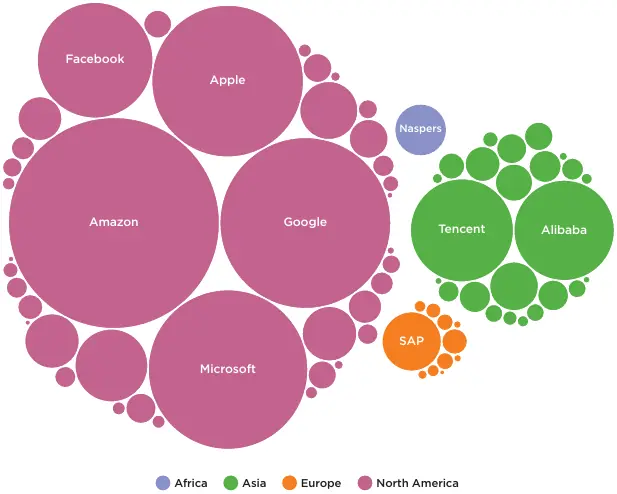 Facebook
Apple
Naspers
Amazon
Google
Tencent
Alibaba
SAP
Microsoft
Africa
Asia
Europe
North America